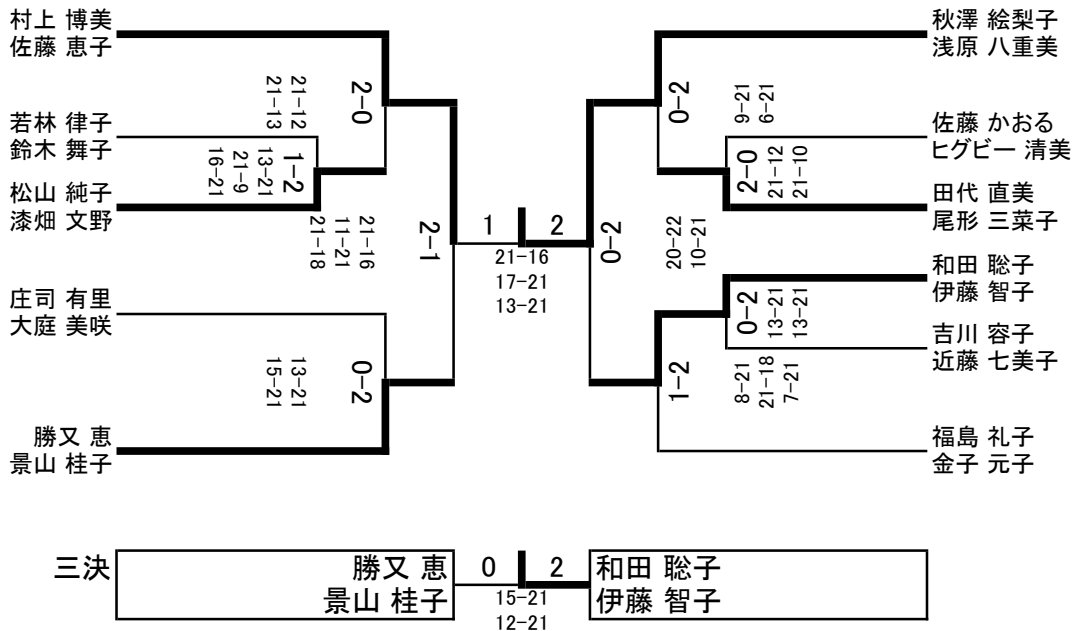 村上 博美
佐藤 恵子
若林 律子
鈴木 舞子
松山 純子
漆畑 文野
庄司 有里
大庭 美咲
勝又 恵
景山 桂子
2-0
21-12
21-13
1-2
13-21
21-9
16-21
2-1
21-16
11-21
21-18
0-2
13-21
15-21
1 2
21-16
17-21
13-21
秋澤 絵梨子
浅原 八重美
佐藤 かおる
ヒグビー 清美
田代 直美
尾形 三菜子
和田 聡子
伊藤 智子
吉川 容子
近藤 七美子
福島 礼子
金子 元子
0-2
9-21
6-21
2-0
21-12
21-10
0-2
20-22
10-21
0-2
13-21
13-21
1-2
8-21
21-18
7-21
三決
勝又 恵
景山 桂子
0 2
15-21
12-21
和田 聡子
伊藤 智子